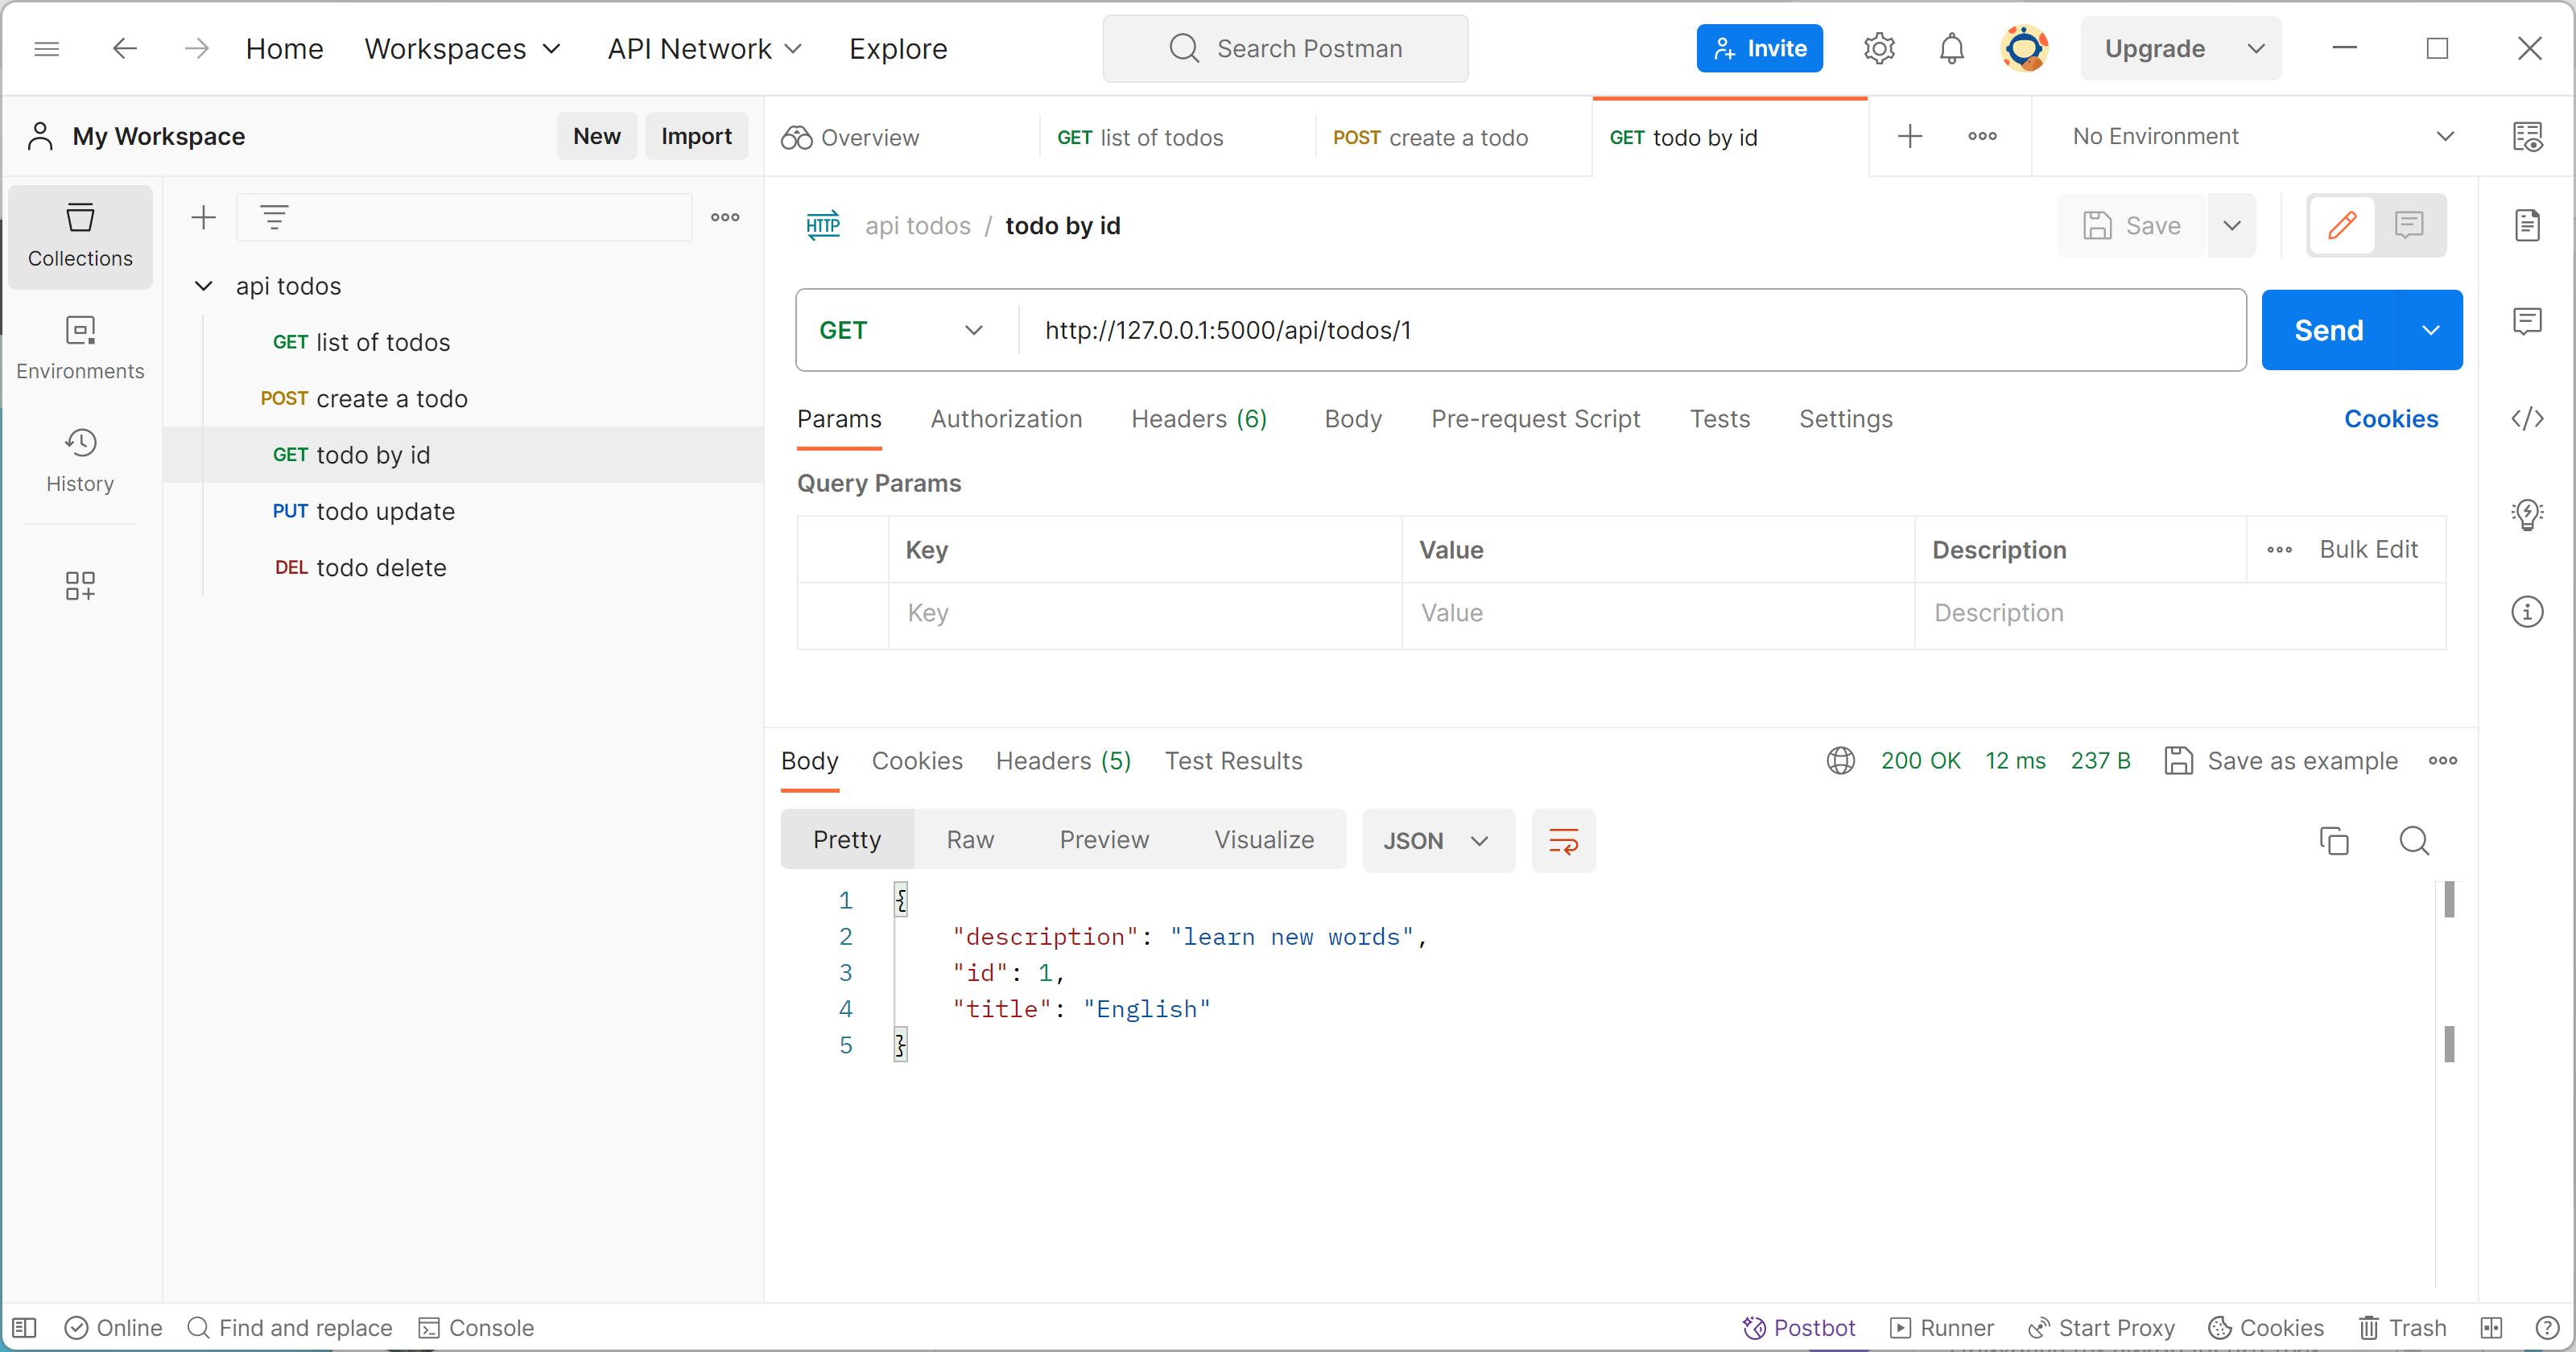 Home Workspaces API Network Explore Search Postman Invite Upgrade
My Workspace New Import
Overview GET list of todos POST create a todo GET todo by id No Environment
Collections
Environments
History
api todos
GET list of todos
POST create a todo
GET todo by id
PUT todo update
DEL todo delete
HTTP api todos / todo by id Save
GET http://127.0.0.1:5000/api/todos/1 Send
Params Authorization Headers (6) Body Pre-request Script Tests Settings Cookies
Query Params
Key Value Description Bulk Edit
Key Value Description
Body Cookies Headers (5) Test Results 200 OK 12 ms 237 B Save as example
Pretty Raw Preview Visualize JSON
1 {
2 "description": "learn new words",
3 "id": 1,
4 "title": "English"
5 }
Online Find and replace Console Postbot Runner Start Proxy Cookies Trash